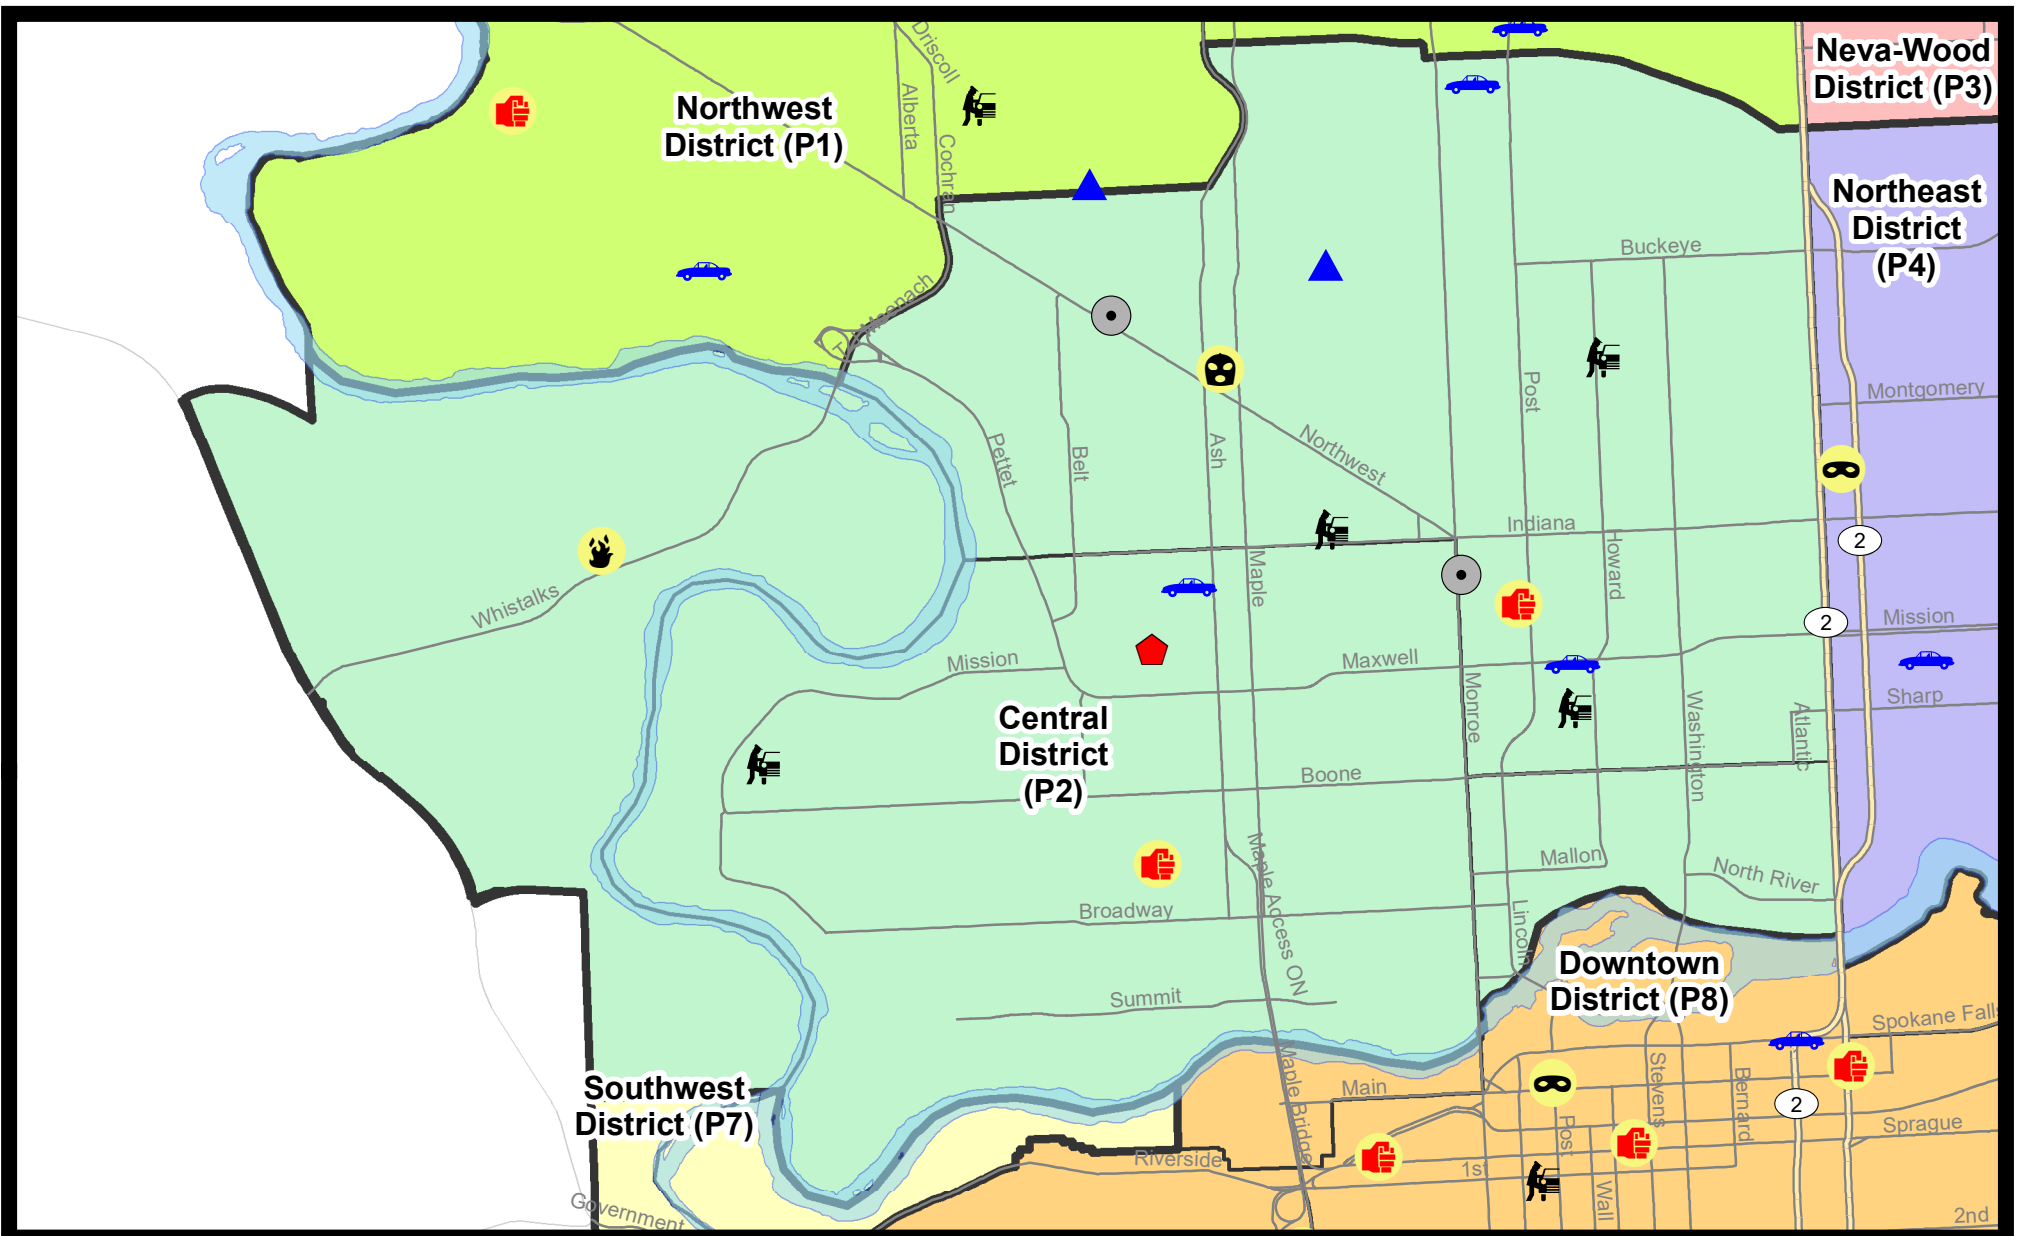 Neva-Wood
District (P3)
Driscoll
Northwest
District (P1)
Alberta
Cochran
Northeast
District
(P4)
Buckeye
Montgomery
Post
Northwest
Pettet
Belt
Ash
Indiana
Howard
2
Maple
Whistalks
2
Mission
Mission
Maxwell
Sharp
Monroe
Washington
Atlantic
Central
District
(P2)
Boone
Mallon
North River
Maple Access ON
Broadway
Lincoln
Downtown
District (P8)
Summit
Spokane Falls
Southwest
District (P7)
Maple Bridge
Main
Stevens
Bernard
2
Post
Sprague
Riverside
1st
Wall
Government
2nd